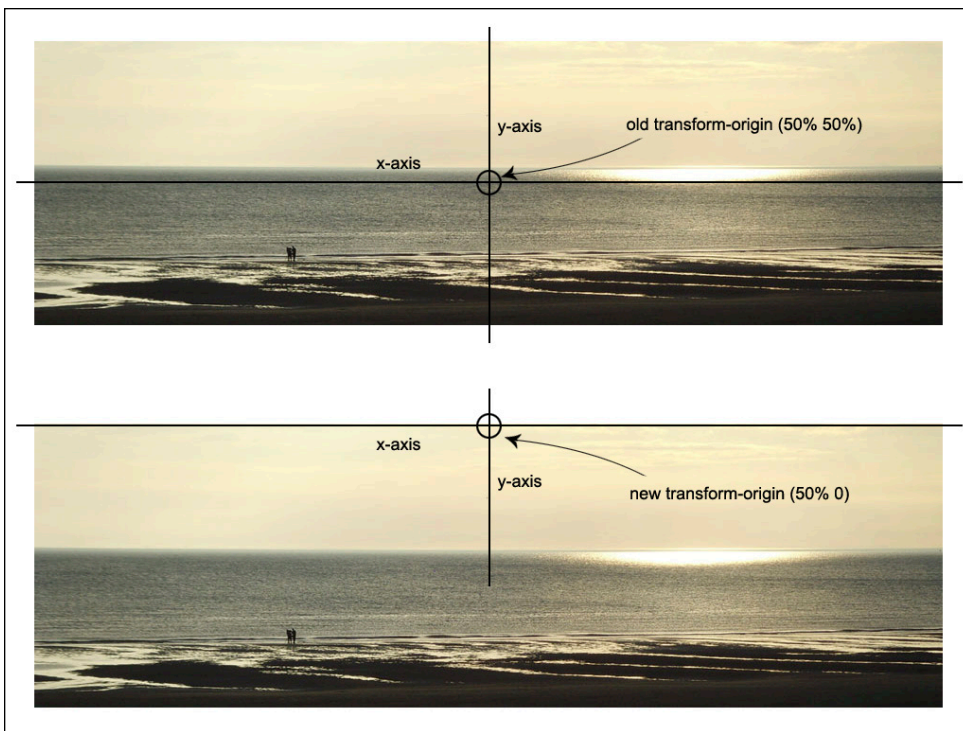 y-axis
old transform-origin (50% 50%)
x-axis
x-axis
y-axis
new transform-origin (50% 0)